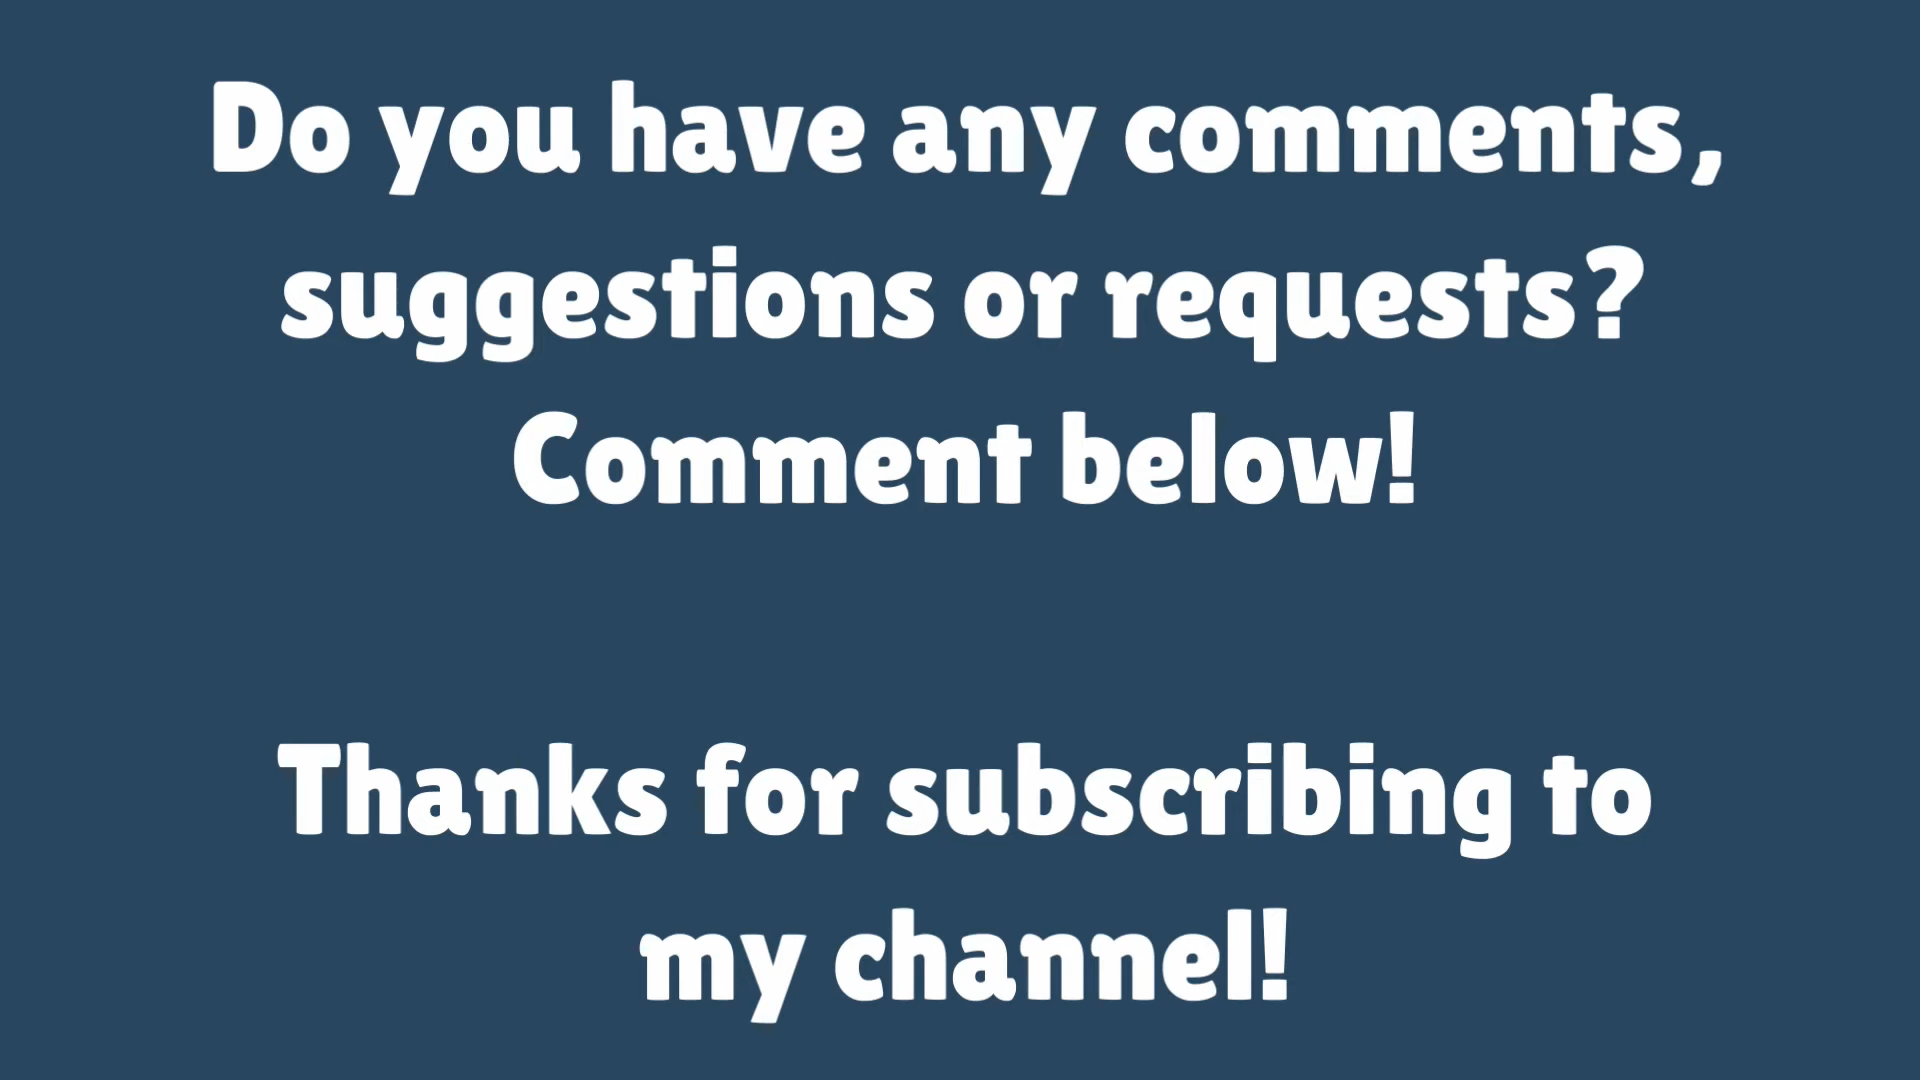 Do you have any comments,
suggestions or requests?
Comment below!
Thanks for subscribing to
my channel!